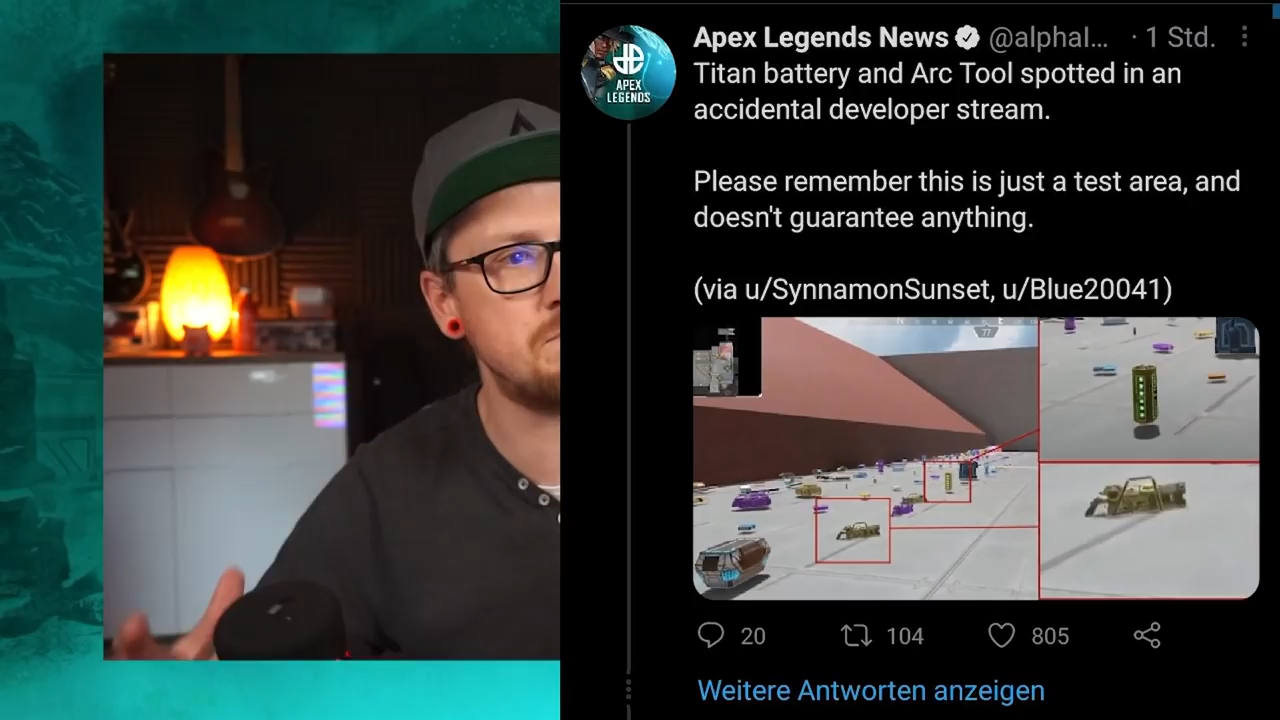 Apex Legends News @alphal... · 1 Std.
Titan battery and Arc Tool spotted in an
accidental developer stream.
Please remember this is just a test area, and
doesn't guarantee anything.
(via u/SynnamonSunset, u/Blue20041)
APEX
LEGENDS
77
20 104 805
Weitere Antworten anzeigen